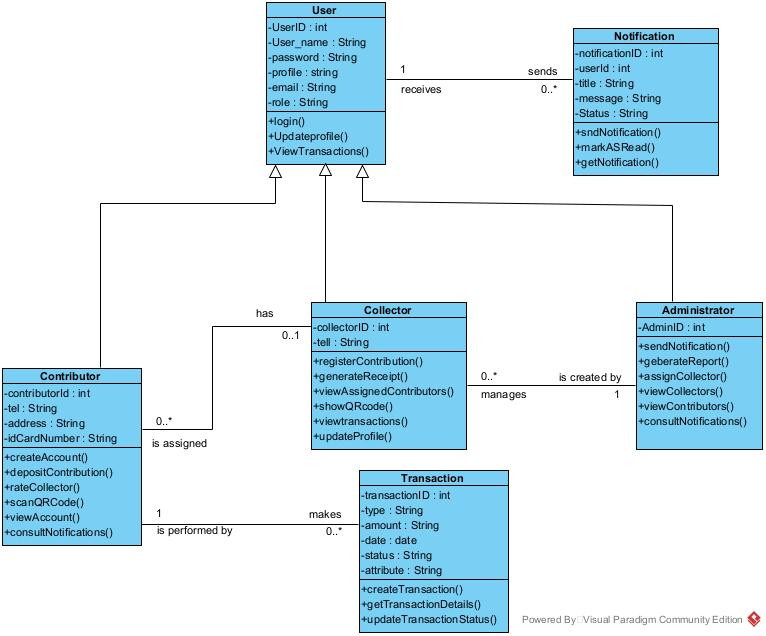 User
-UserID : int
-User_name : String
-password : String
-profile : string
-email : String
-role : String
+login()
+Updateprofile()
+ViewTransactions()
1
receives
sends
0..*
Notification
-notificationID : int
-userId : int
-title : String
-message : String
-Status : String
+sndNotification()
+markASRead()
+getNotification()
has
0..1
Collector
-collectorID : int
-tell : String
+registerContribution()
+generateReceipt()
+viewAssignedContributors()
+showQRcode()
+viewtransactions()
+updateProfile()
0..*
manages
is created by
1
Administrator
-AdminID : int
+sendNotification()
+geberateReport()
+assignCollector()
+viewCollectors()
+viewContributors()
+consultNotifications()
Contributor
-contributorId : int
-tel : String
-address : String
-idCardNumber : String
+createAccount()
+depositContribution()
+rateCollector()
+scanQRCode()
+viewAccount()
+consultNotifications()
0..*
is assigned
1
is performed by
makes
0..*
Transaction
-transactionID : int
-type : String
-amount : String
-date : date
-status : String
-attribute : String
+createTransaction()
+getTransactionDetails()
+updateTransactionStatus()
Powered By Visual Paradigm Community Edition